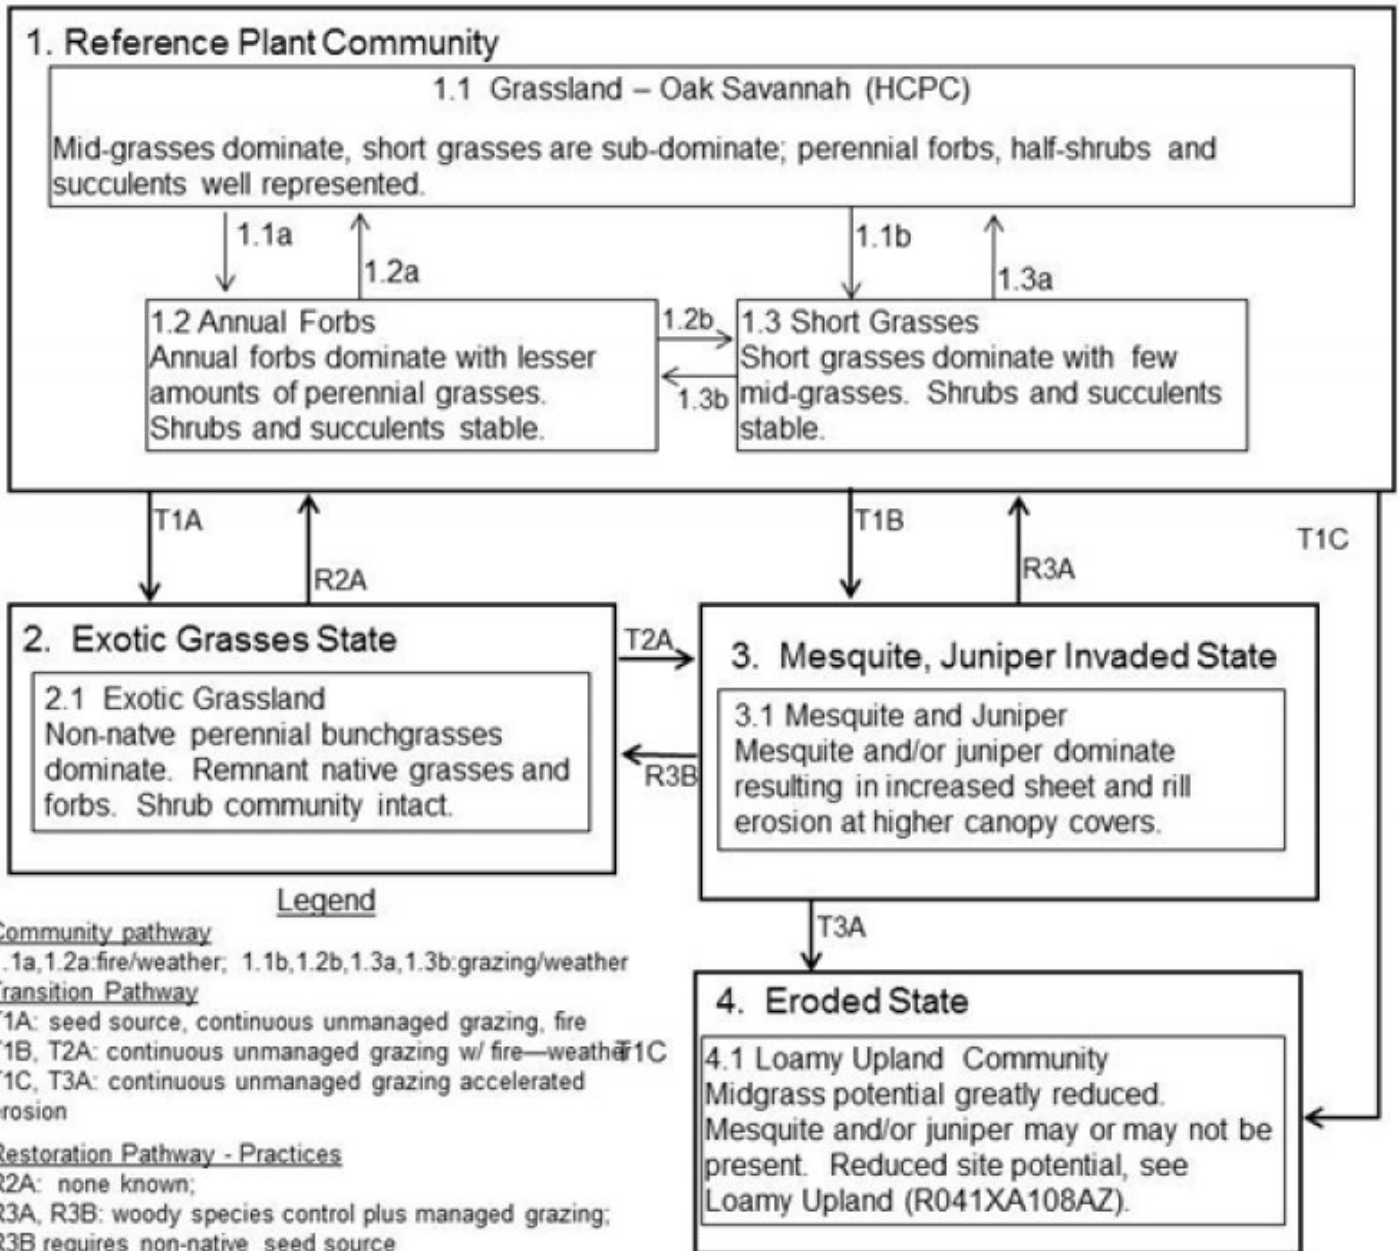 1. Reference Plant Community
1.1 Grassland – Oak Savannah (HCPC)
Mid-grasses dominate, short grasses are sub-dominate; perennial forbs, half-shrubs and
succulents well represented.
1.1a
1.2a
1.1b
1.3a
1.2 Annual Forbs
Annual forbs dominate with lesser
amounts of perennial grasses.
Shrubs and succulents stable.
1.2b
1.3b
1.3 Short Grasses
Short grasses dominate with few
mid-grasses. Shrubs and succulents
stable.
T1A
R2A
T1B
R3A
T1C
2. Exotic Grasses State
2.1 Exotic Grassland
Non-natve perennial bunchgrasses
dominate. Remnant native grasses and
forbs. Shrub community intact.
T2A
R3B
3. Mesquite, Juniper Invaded State
3.1 Mesquite and Juniper
Mesquite and/or juniper dominate
resulting in increased sheet and rill
erosion at higher canopy covers.
T3A
4. Eroded State
4.1 Loamy Upland Community
Midgrass potential greatly reduced.
Mesquite and/or juniper may or may not be
present. Reduced site potential, see
Loamy Upland (R041XA108AZ).
Legend
Community pathway
.1a,1.2a:fire/weather; 1.1b,1.2b,1.3a,1.3b:grazing/weather
Transition Pathway
T1A: seed source, continuous unmanaged grazing, fire
T1B, T2A: continuous unmanaged grazing w/ fire—weather
T1C
T1C, T3A: continuous unmanaged grazing accelerated
erosion
Restoration Pathway - Practices
R2A: none known;
R3A, R3B: woody species control plus managed grazing;
R3B requires non-native seed source